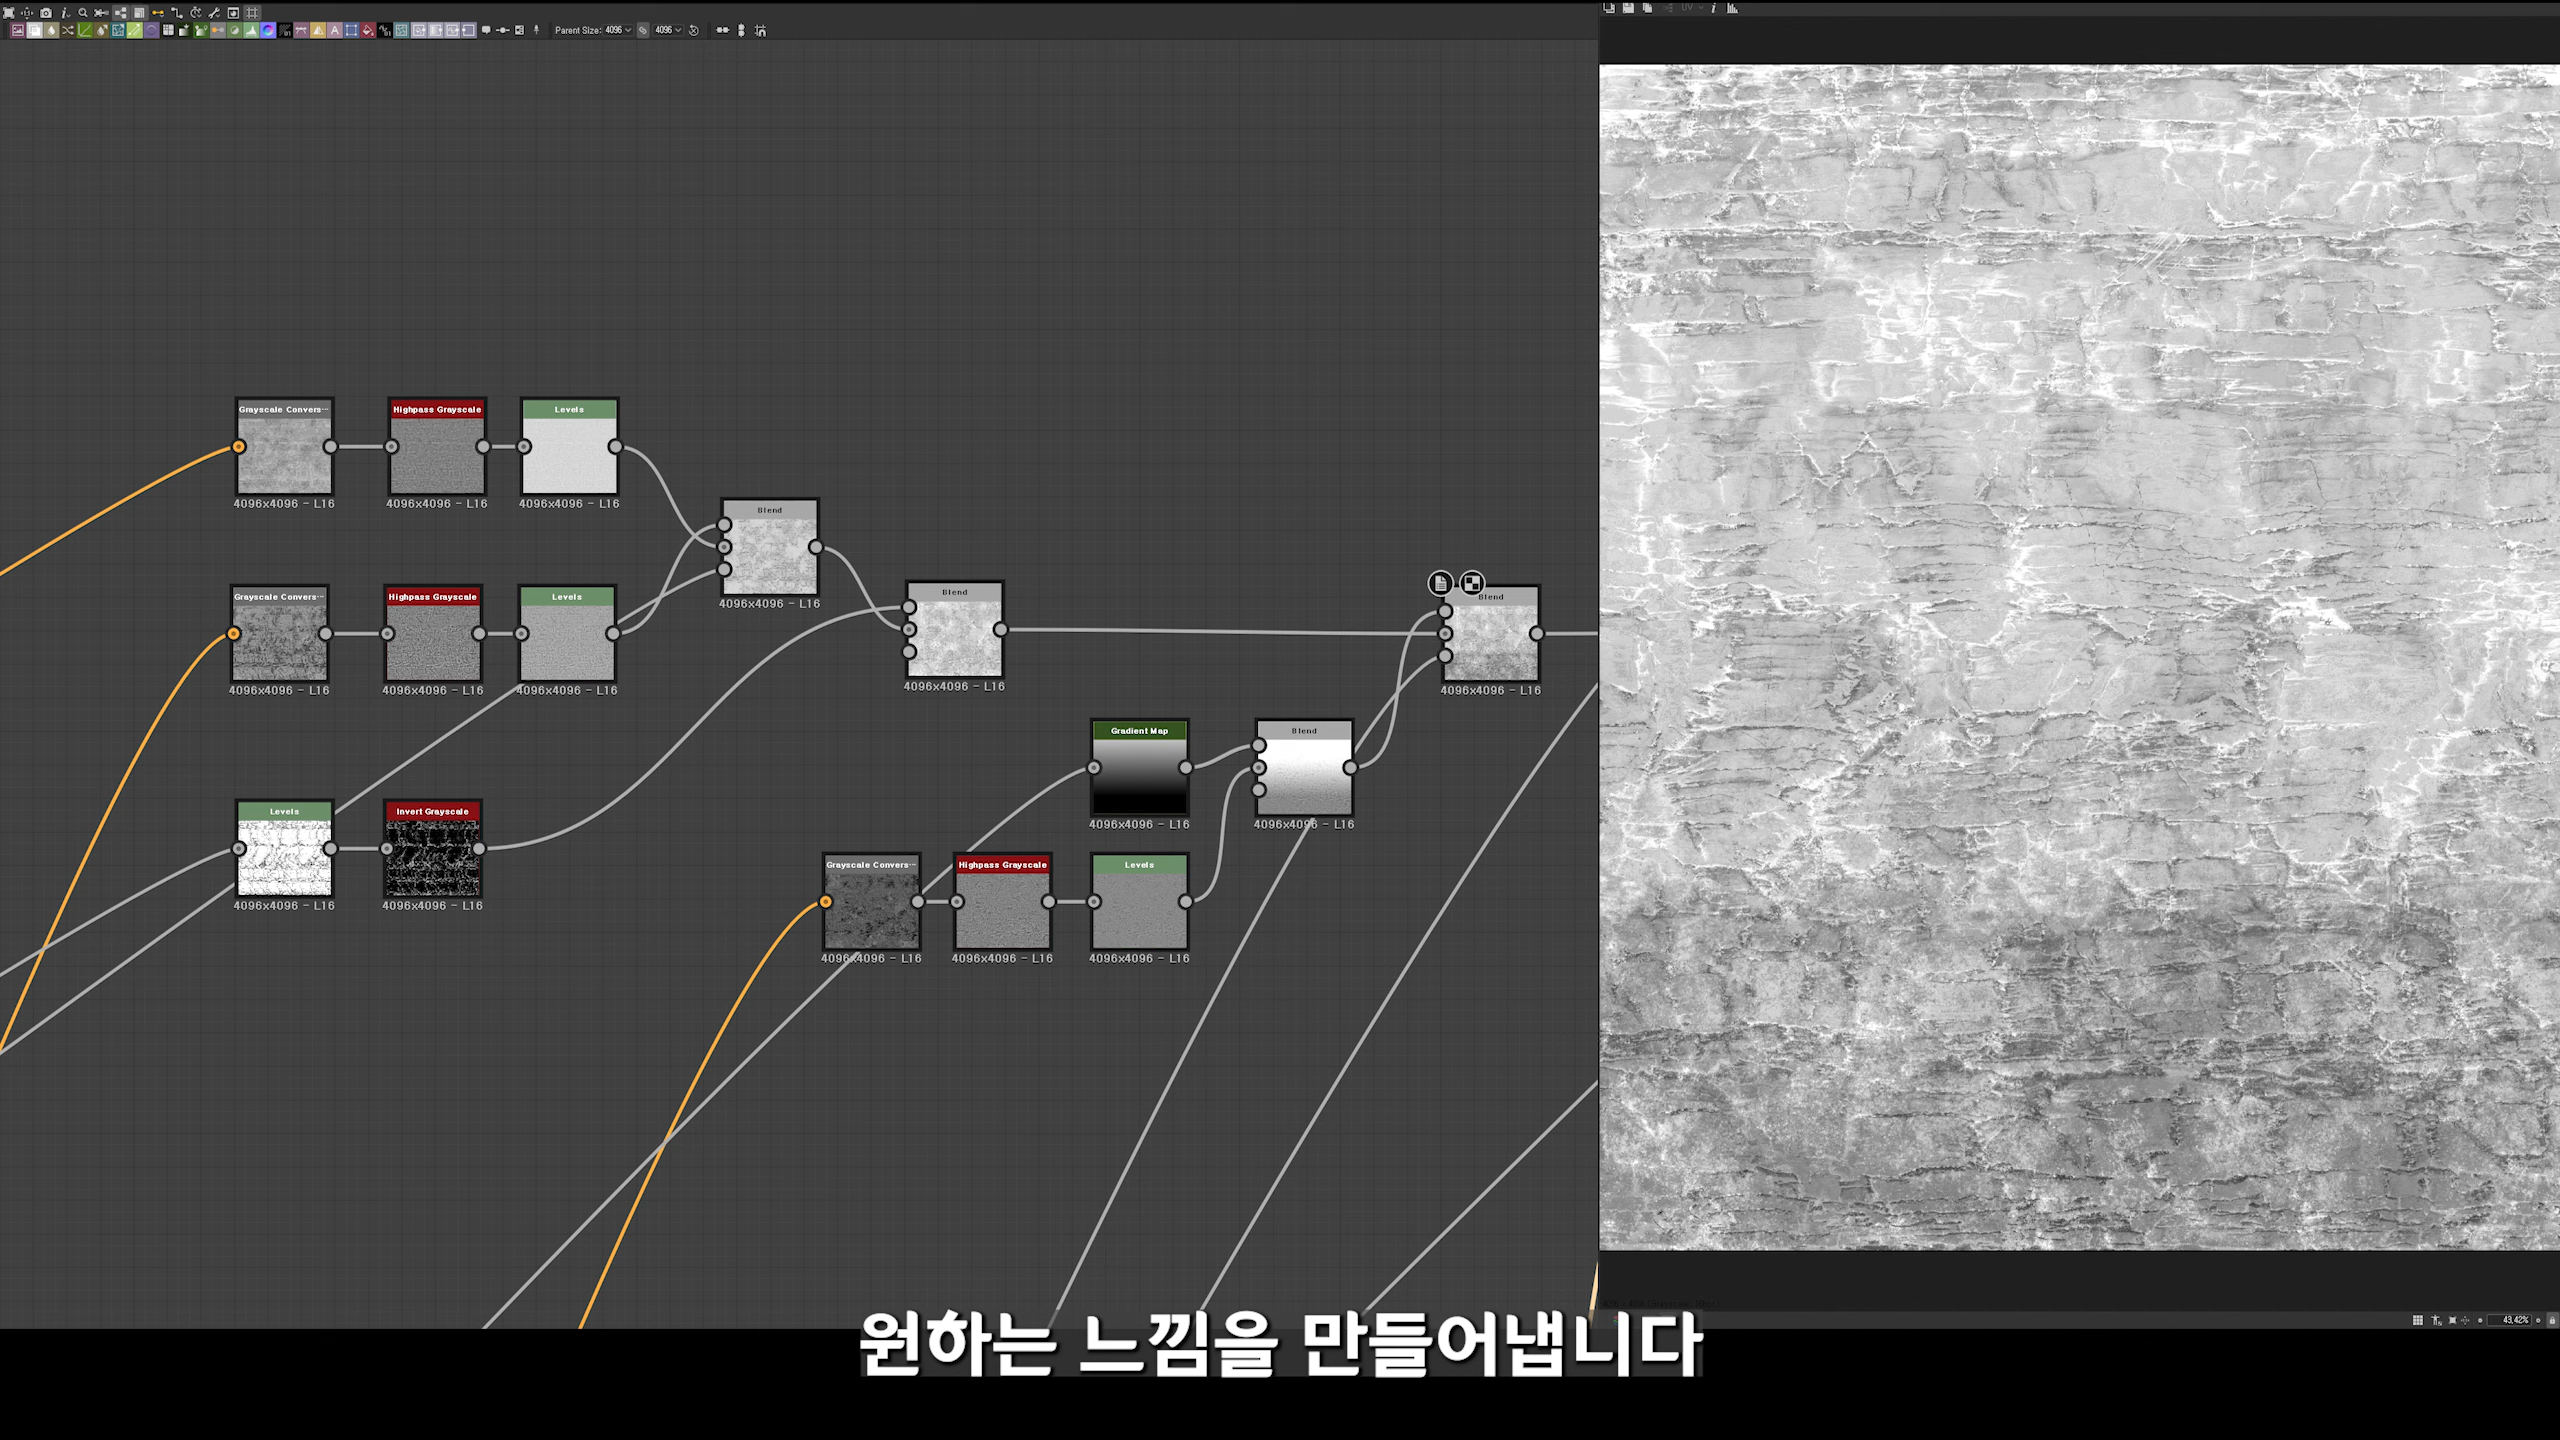 UV
Parent Size: 4096 4096
Grayscale Convers…
Highpass Grayscale
Levels
4096x4096 - L16
4096x4096 - L16
4096x4096 - L16
Blend
4096x4096 - L16
Grayscale Convers…
Highpass Grayscale
Levels
4096x4096 - L16
4096x4096 - L16
4096x4096 - L16
Blend
4096x4096 - L16
Blend
4096x4096 - L16
Gradient Map
Blend
4096x4096 - L16
4096x4096 - L16
Levels
Invert Grayscale
4096x4096 - L16
4096x4096 - L16
Grayscale Convers…
Highpass Grayscale
Levels
4096x4096 - L16
4096x4096 - L16
4096x4096 - L16
43,42%
원하는 느낌을 만들어냅니다